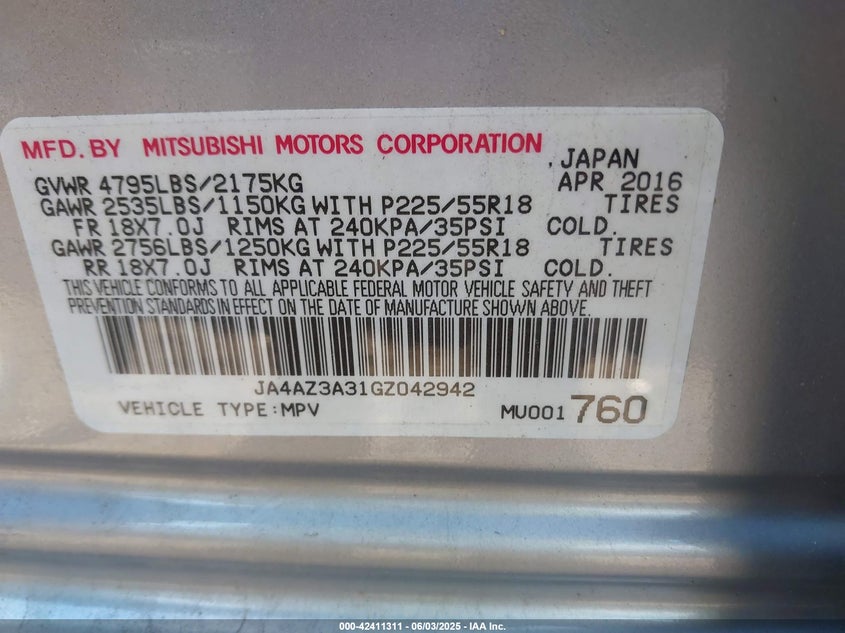 MFD. BY MITSUBISHI MOTORS CORPORATION
, JAPAN
GVWR 4795LBS/2175KG APR 2016
GAWR 2535LBS/1150KG WITH P225/55R18 TIRES
FR 18X7.0J RIMS AT 240KPA/35PSI COLD.
GAWR 2756LBS/1250KG WITH P225/55R18 TIRES
RR 18X7.0J RIMS AT 240KPA/35PSI COLD.
THIS VEHICLE CONFORMS TO ALL APPLICABLE FEDERAL MOTOR VEHICLE SAFETY AND THEFT
PREVENTION STANDARDS IN EFFECT ON THE DATE OF MANUFACTURE SHOWN ABOVE.
JA4AZ3A31GZ042942
VEHICLE TYPE:MPV MU001760
000-42411311 - 06/03/2025 - IAA Inc.